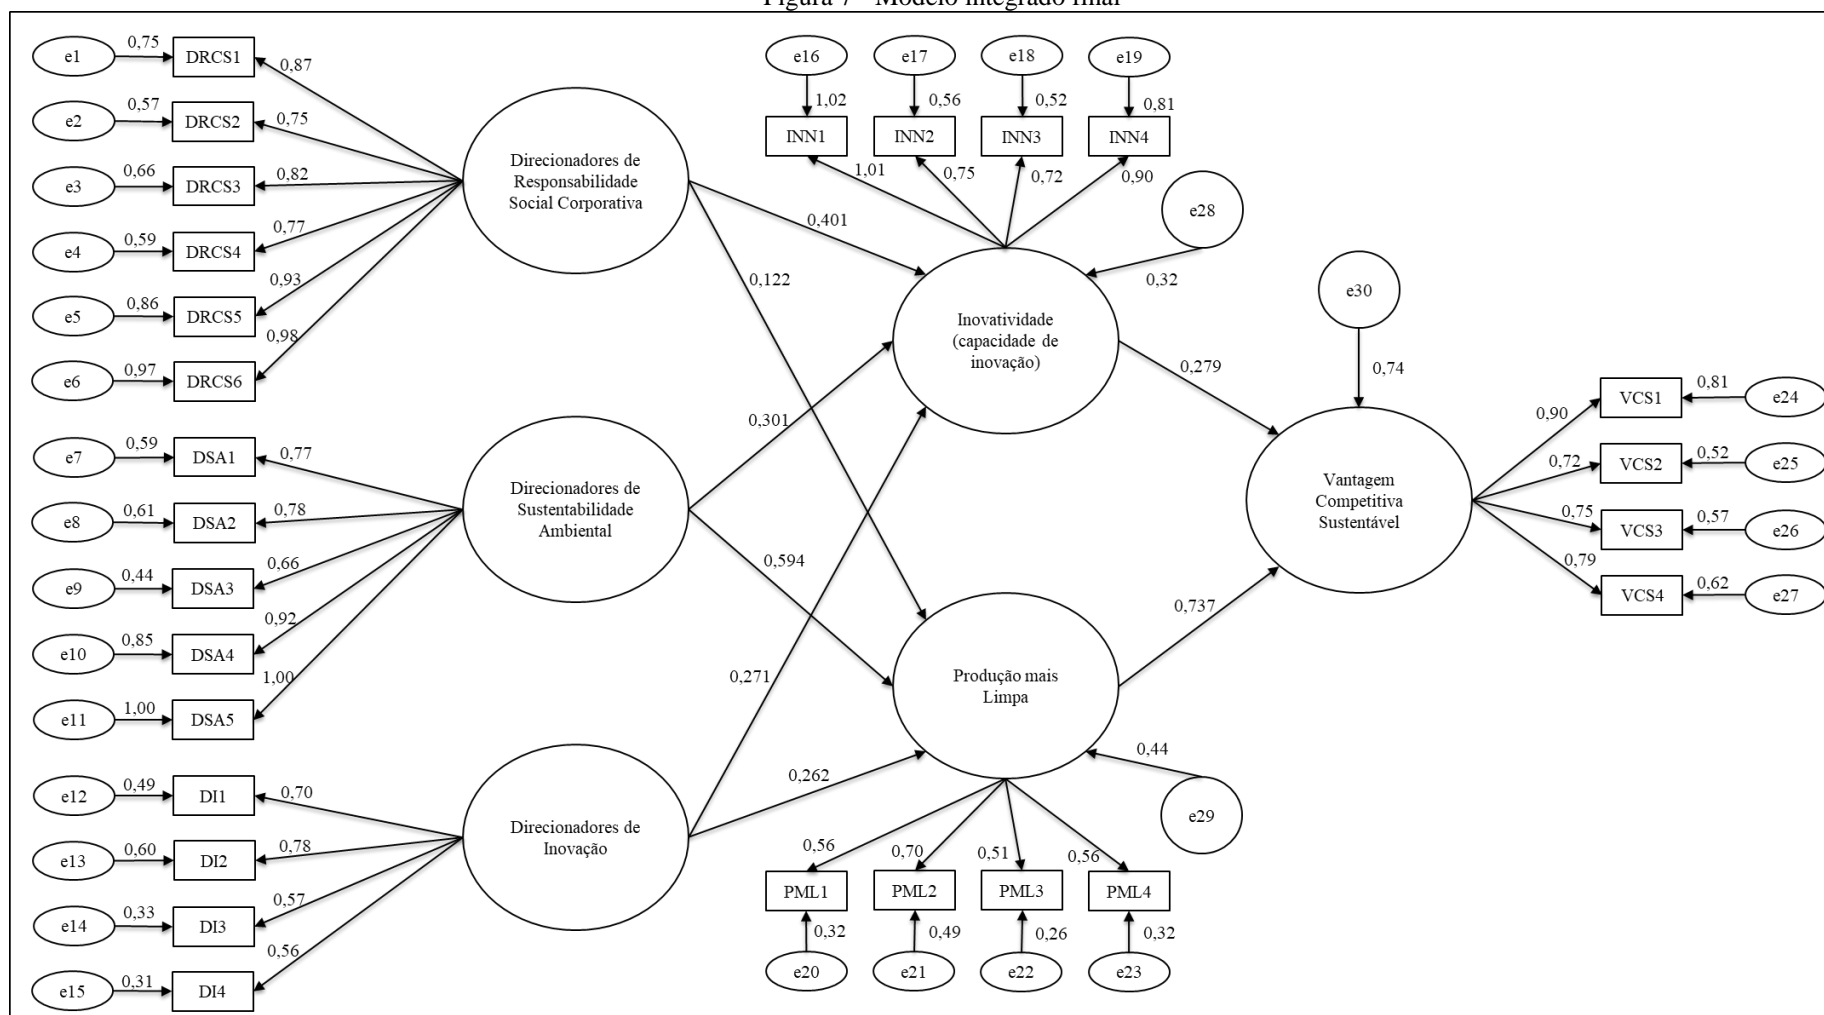 Figura 7 - Modelo integrado final
e1
0,75
DRCS1
0,87
e2
0,57
DRCS2
0,75
e3
0,66
DRCS3
0,82
e4
0,59
DRCS4
0,77
e5
0,86
DRCS5
0,93
e6
0,97
DRCS6
0,98
Direcionadores de
Responsabilidade
Social Corporativa
e7
0,59
DSA1
0,77
e8
0,61
DSA2
0,78
e9
0,44
DSA3
0,66
e10
0,85
DSA4
0,92
e11
1,00
DSA5
1,00
Direcionadores de
Sustentabilidade
Ambiental
e12
0,49
DI1
0,70
e13
0,60
DI2
0,78
e14
0,33
DI3
0,57
e15
0,31
DI4
0,56
Direcionadores de
Inovação
0,401
0,122
0,301
0,594
0,271
0,262
e16
e17
e18
e19
1,02
0,56
0,52
0,81
INN1
INN2
INN3
INN4
1,01
0,75
0,72
0,90
e28
0,32
Inovatividade
(capacidade de
inovação)
0,279
Produção mais
Limpa
0,737
0,44
e29
0,56
0,70
0,51
0,56
PML1
PML2
PML3
PML4
0,32
0,49
0,26
0,32
e20
e21
e22
e23
e30
0,74
Vantagem
Competitiva
Sustentável
0,90
VCS1
0,81
e24
0,72
VCS2
0,52
e25
0,75
VCS3
0,57
e26
0,79
VCS4
0,62
e27